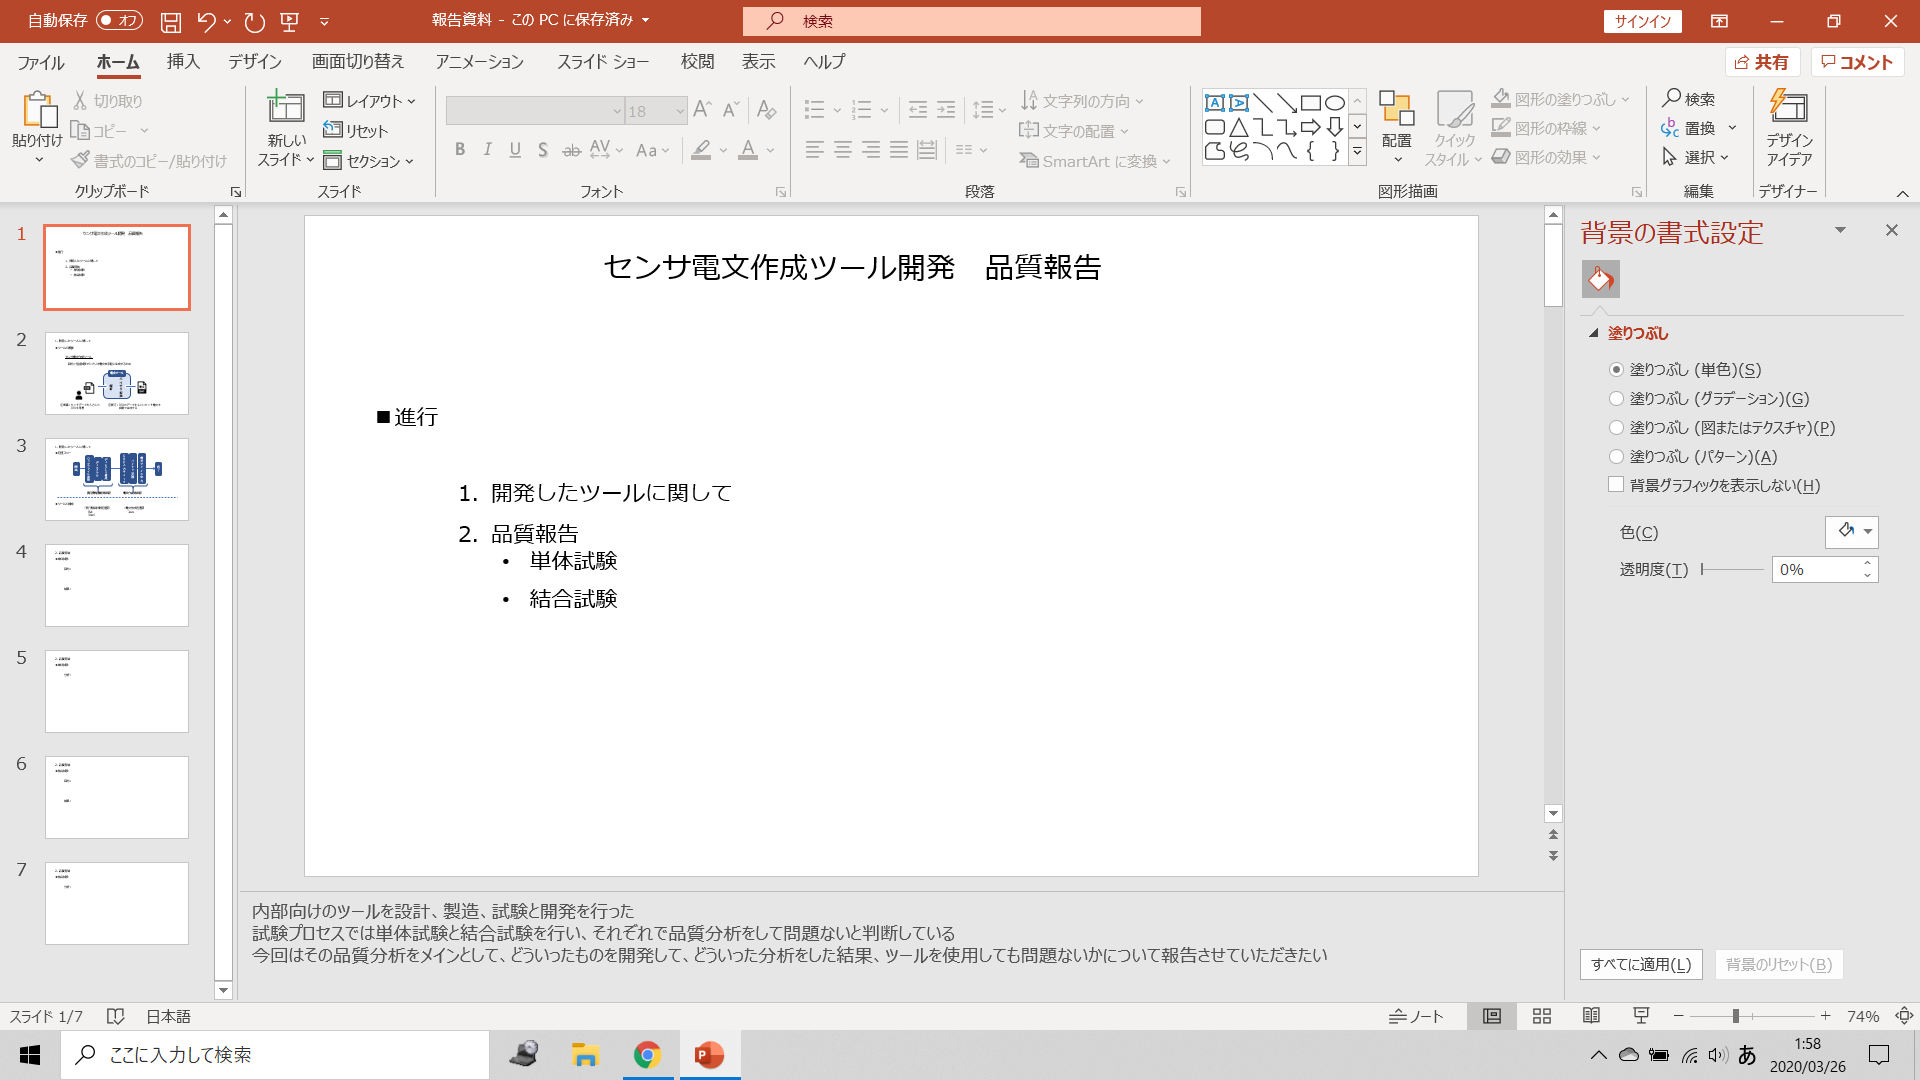 自動保存 オフ 報告資料 - この PC に保存済み 検索 サインイン
ファイル ホーム 挿入 デザイン 画面切り替え アニメーション スライド ショー 校閲 表示 ヘルプ 共有 コメント
貼り付け
切り取り
コピー
書式のコピー/貼り付け
クリップボード
新しい
スライド
レイアウト
リセット
セクション
スライド
18
B I U S ab AV Aa A
フォント
文字列の方向
文字の配置
SmartArt に変換
段落
配置
クイック
スタイル
図形の塗りつぶし
図形の枠線
図形の効果
図形描画
検索
置換
選択
編集
デザイン
アイデア
デザイナー
1
2
3
4
5
6
7
センサ電文作成ツール開発　品質報告
■進行
1. 開発したツールに関して
2. 品質報告
• 単体試験
• 結合試験
内部向けのツールを設計、製造、試験と開発を行った
試験プロセスでは単体試験と結合試験を行い、それぞれで品質分析をして問題ないと判断している
今回はその品質分析をメインとして、どういったものを開発して、どういった分析をした結果、ツールを使用しても問題ないかについて報告させていただきたい
背景の書式設定
塗りつぶし
塗りつぶし (単色)(S)
塗りつぶし (グラデーション)(G)
塗りつぶし (図またはテクスチャ)(P)
塗りつぶし (パターン)(A)
背景グラフィックを表示しない(H)
色(C)
透明度(T) 0%
すべてに適用(L) 背景のリセット(B)
スライド 1/7 日本語 ノート 74%
ここに入力して検索
あ
1:58
2020/03/26